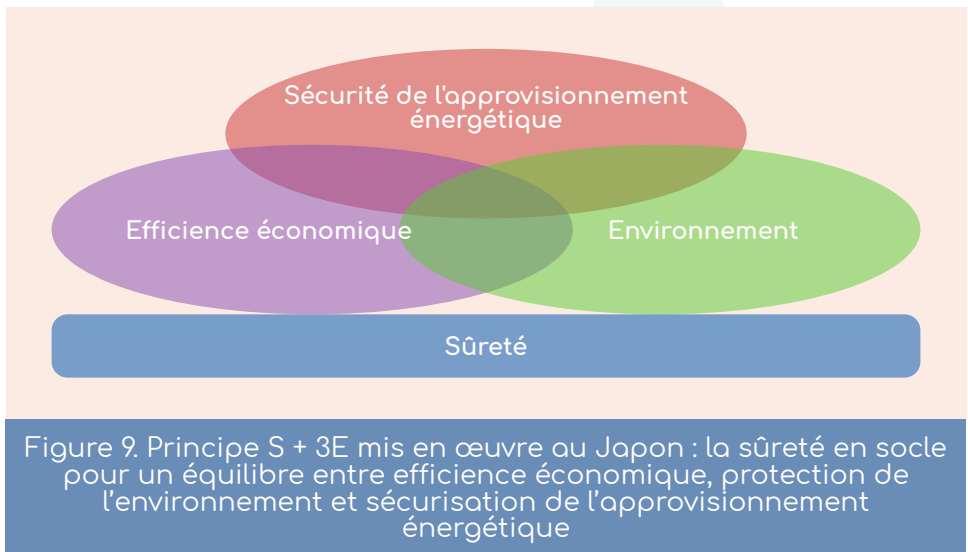 Sécurité de l'approvisionnement
énergétique
Efficience économique
Environnement
Sûreté
Figure 9. Principe S + 3E mis en œuvre au Japon : la sûreté en socle
pour un équilibre entre efficience économique, protection de
l’environnement et sécurisation de l’approvisionnement
énergétique